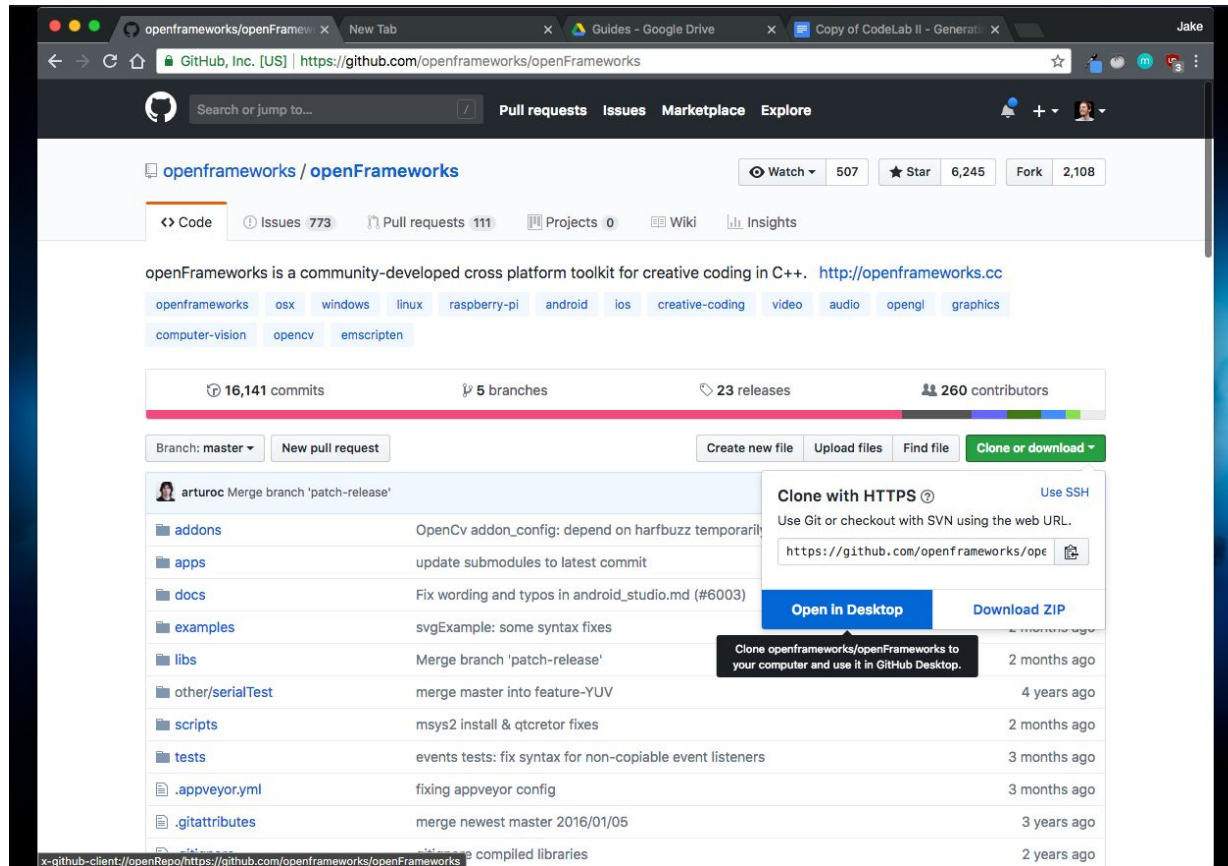 openframeworks/openFramew
New Tab
Guides - Google Drive
Copy of CodeLab II - Generati
Jake
GitHub, Inc. [US] | https://github.com/openframeworks/openFrameworks
3
Search or jump to... /
Pull requests Issues Marketplace Explore
openframeworks / openFrameworks
Watch 507 Star 6,245 Fork 2,108
Code Issues 773 Pull requests 111 Projects 0 Wiki Insights
openFrameworks is a community-developed cross platform toolkit for creative coding in C++. http://openframeworks.cc
openframeworks osx windows linux raspberry-pi android ios creative-coding video audio opengl graphics
computer-vision opencv emscripten
16,141 commits 5 branches 23 releases 260 contributors
Branch: master New pull request Create new file Upload files Find file Clone or download
arturoc Merge branch 'patch-release'
Clone with HTTPS Use SSH
Use Git or checkout with SVN using the web URL.
https://github.com/openframeworks/ope
Open in Desktop Download ZIP
Clone openframeworks/openFrameworks to
your computer and use it in GitHub Desktop.
addons OpenCv addon_config: depend on harfbuzz temporaril
apps update submodules to latest commit
docs Fix wording and typos in android_studio.md (#6003)
examples svgExample: some syntax fixes 2 months ago
libs Merge branch 'patch-release' 2 months ago
other/serialTest merge master into feature-YUV 4 years ago
scripts msys2 install & qtcretor fixes 2 months ago
tests events tests: fix syntax for non-copiable event listeners 3 months ago
.appveyor.yml fixing appveyor config 3 months ago
.gitattributes merge newest master 2016/01/05 3 years ago
.gitignore gitignore compiled libraries 2 years ago
x-github-client://openRepo/https://github.com/openframeworks/openFrameworks